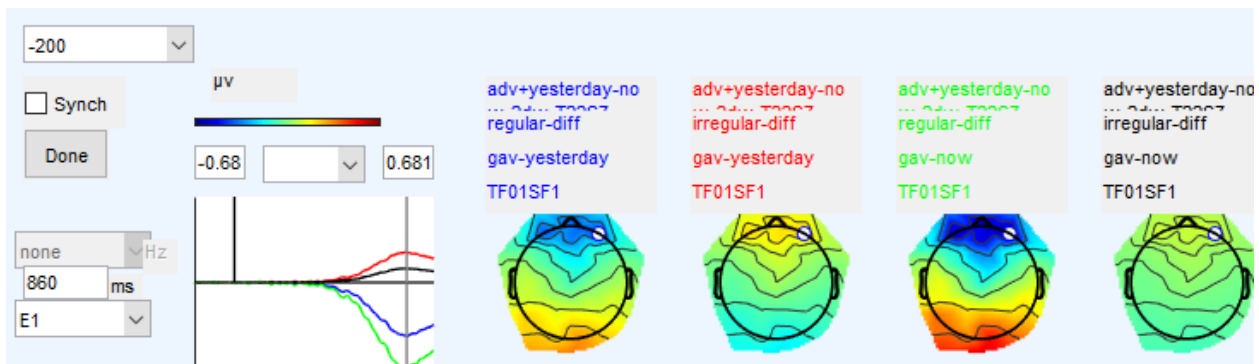 -200
Synch
Done
µv
-0.68
0.681
none
Hz
860
ms
E1
adv+yesterday-no
regular-diff
gav-yesterday
TF01SF1
adv+yesterday-no
irregular-diff
gav-yesterday
TF01SF1
adv+yesterday-no
regular-diff
gav-now
TF01SF1
adv+yesterday-no
irregular-diff
gav-now
TF01SF1